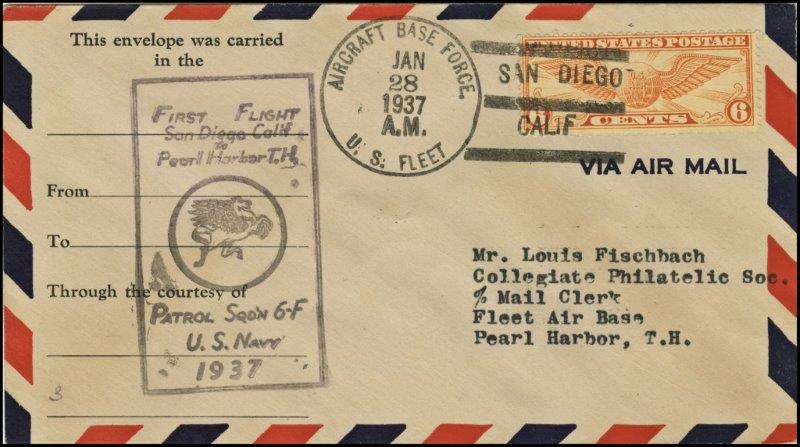 This envelope was carried
in the
FIRST FLIGHT
San Diego Calif
to
Pearl Harbor T.H.
From
To
Through the courtesy of
PATROL SQD'N 6-F
U.S. NAVY
1937
3
AIRCRAFT BASE FORCE.
JAN
28
1937
A.M.
U.S. FLEET
SAN DIEGO
CALIF
UNITED STATES POSTAGE
6
CENTS
6
VIA AIR MAIL
Mr. Louis Fischbach
Collegiate Philatelic Soc.
% Mail Clerk
Fleet Air Base
Pearl Harbor, T.H.